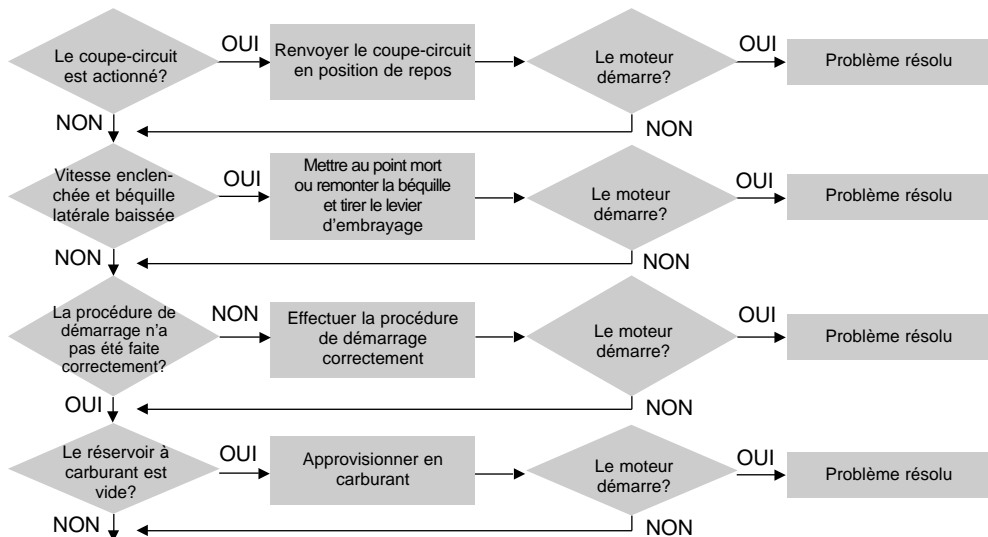 Le coupe-circuit
est actionné?
OUI
Renvoyer le coupe-circuit
en position de repos
Le moteur
démarre?
OUI
Problème résolu
NON
NON
Vitesse enclen-
chée et béquille
latérale baissée
OUI
Mettre au point mort
ou remonter la béquille
et tirer le levier
d'embrayage
Le moteur
démarre?
OUI
Problème résolu
NON
NON
La procédure de
démarrage n'a
pas été faite
correctement?
NON
Effectuer la procédure
de démarrage
correctement
Le moteur
démarre?
OUI
Problème résolu
OUI
NON
Le réservoir à
carburant est
vide?
OUI
Approvisionner en
carburant
Le moteur
démarre?
OUI
Problème résolu
NON
NON